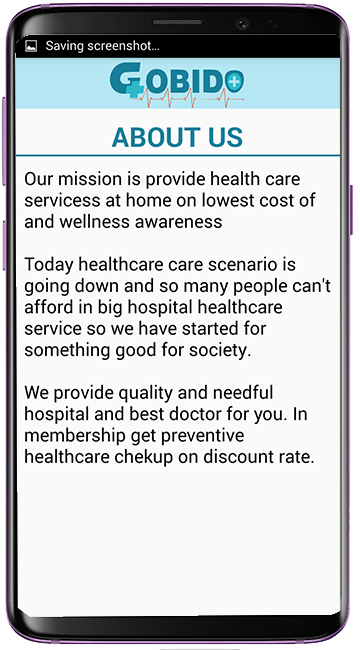 Saving screenshot...
GOBIDO
ABOUT US
Our mission is provide health care
servicess at home on lowest cost of
and wellness awareness
Today healthcare care scenario is
going down and so many people can't
afford in big hospital healthcare
service so we have started for
something good for society.
We provide quality and needful
hospital and best doctor for you. In
membership get preventive
healthcare chekup on discount rate.